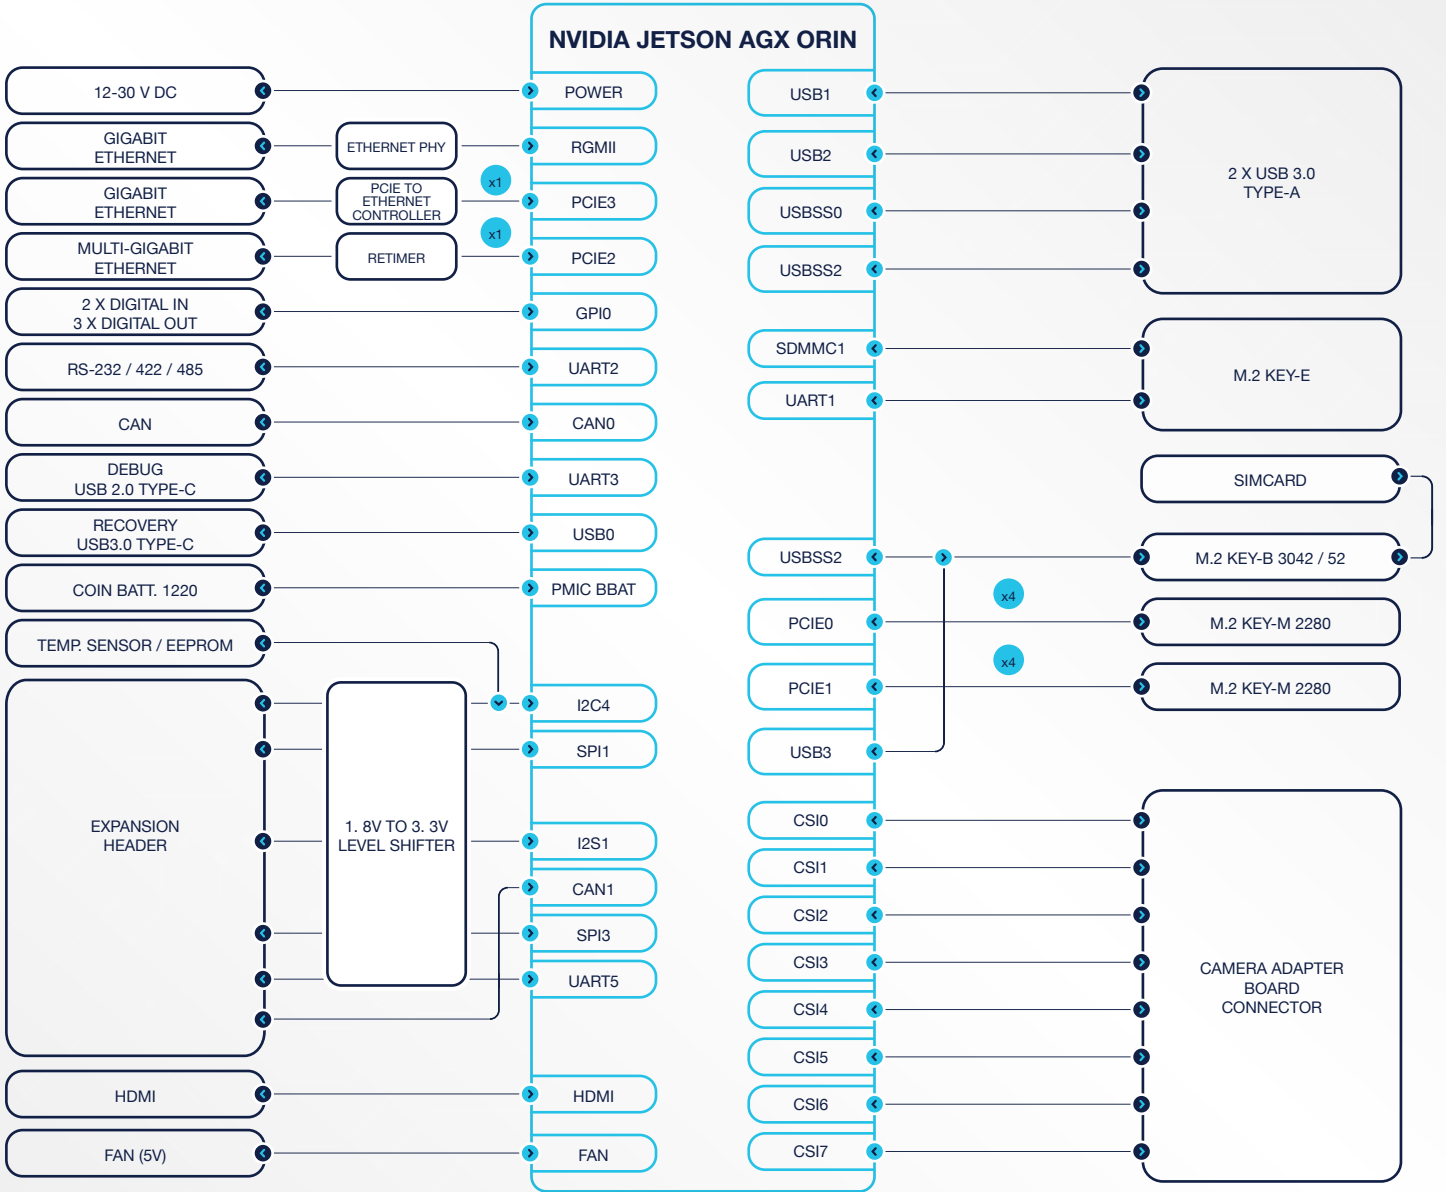 NVIDIA JETSON AGX ORIN
12-30 V DC
POWER
GIGABIT
ETHERNET
ETHERNET PHY
RGMII
GIGABIT
ETHERNET
PCIE TO
ETHERNET
CONTROLLER
x1
PCIE3
MULTI-GIGABIT
ETHERNET
RETIMER
x1
PCIE2
2 X DIGITAL IN
3 X DIGITAL OUT
GPI0
RS-232 / 422 / 485
UART2
CAN
CAN0
DEBUG
USB 2.0 TYPE-C
UART3
RECOVERY
USB3.0 TYPE-C
USB0
COIN BATT. 1220
PMIC BBAT
TEMP. SENSOR / EEPROM
EXPANSION
HEADER
1. 8V TO 3. 3V
LEVEL SHIFTER
I2C4
SPI1
I2S1
CAN1
SPI3
UART5
HDMI
HDMI
FAN (5V)
FAN
USB1
USB2
USBSS0
USBSS2
2 X USB 3.0
TYPE-A
SDMMC1
UART1
M.2 KEY-E
SIMCARD
USBSS2
M.2 KEY-B 3042 / 52
x4
PCIE0
M.2 KEY-M 2280
x4
PCIE1
M.2 KEY-M 2280
USB3
CSI0
CSI1
CSI2
CSI3
CSI4
CSI5
CSI6
CSI7
CAMERA ADAPTER
BOARD
CONNECTOR